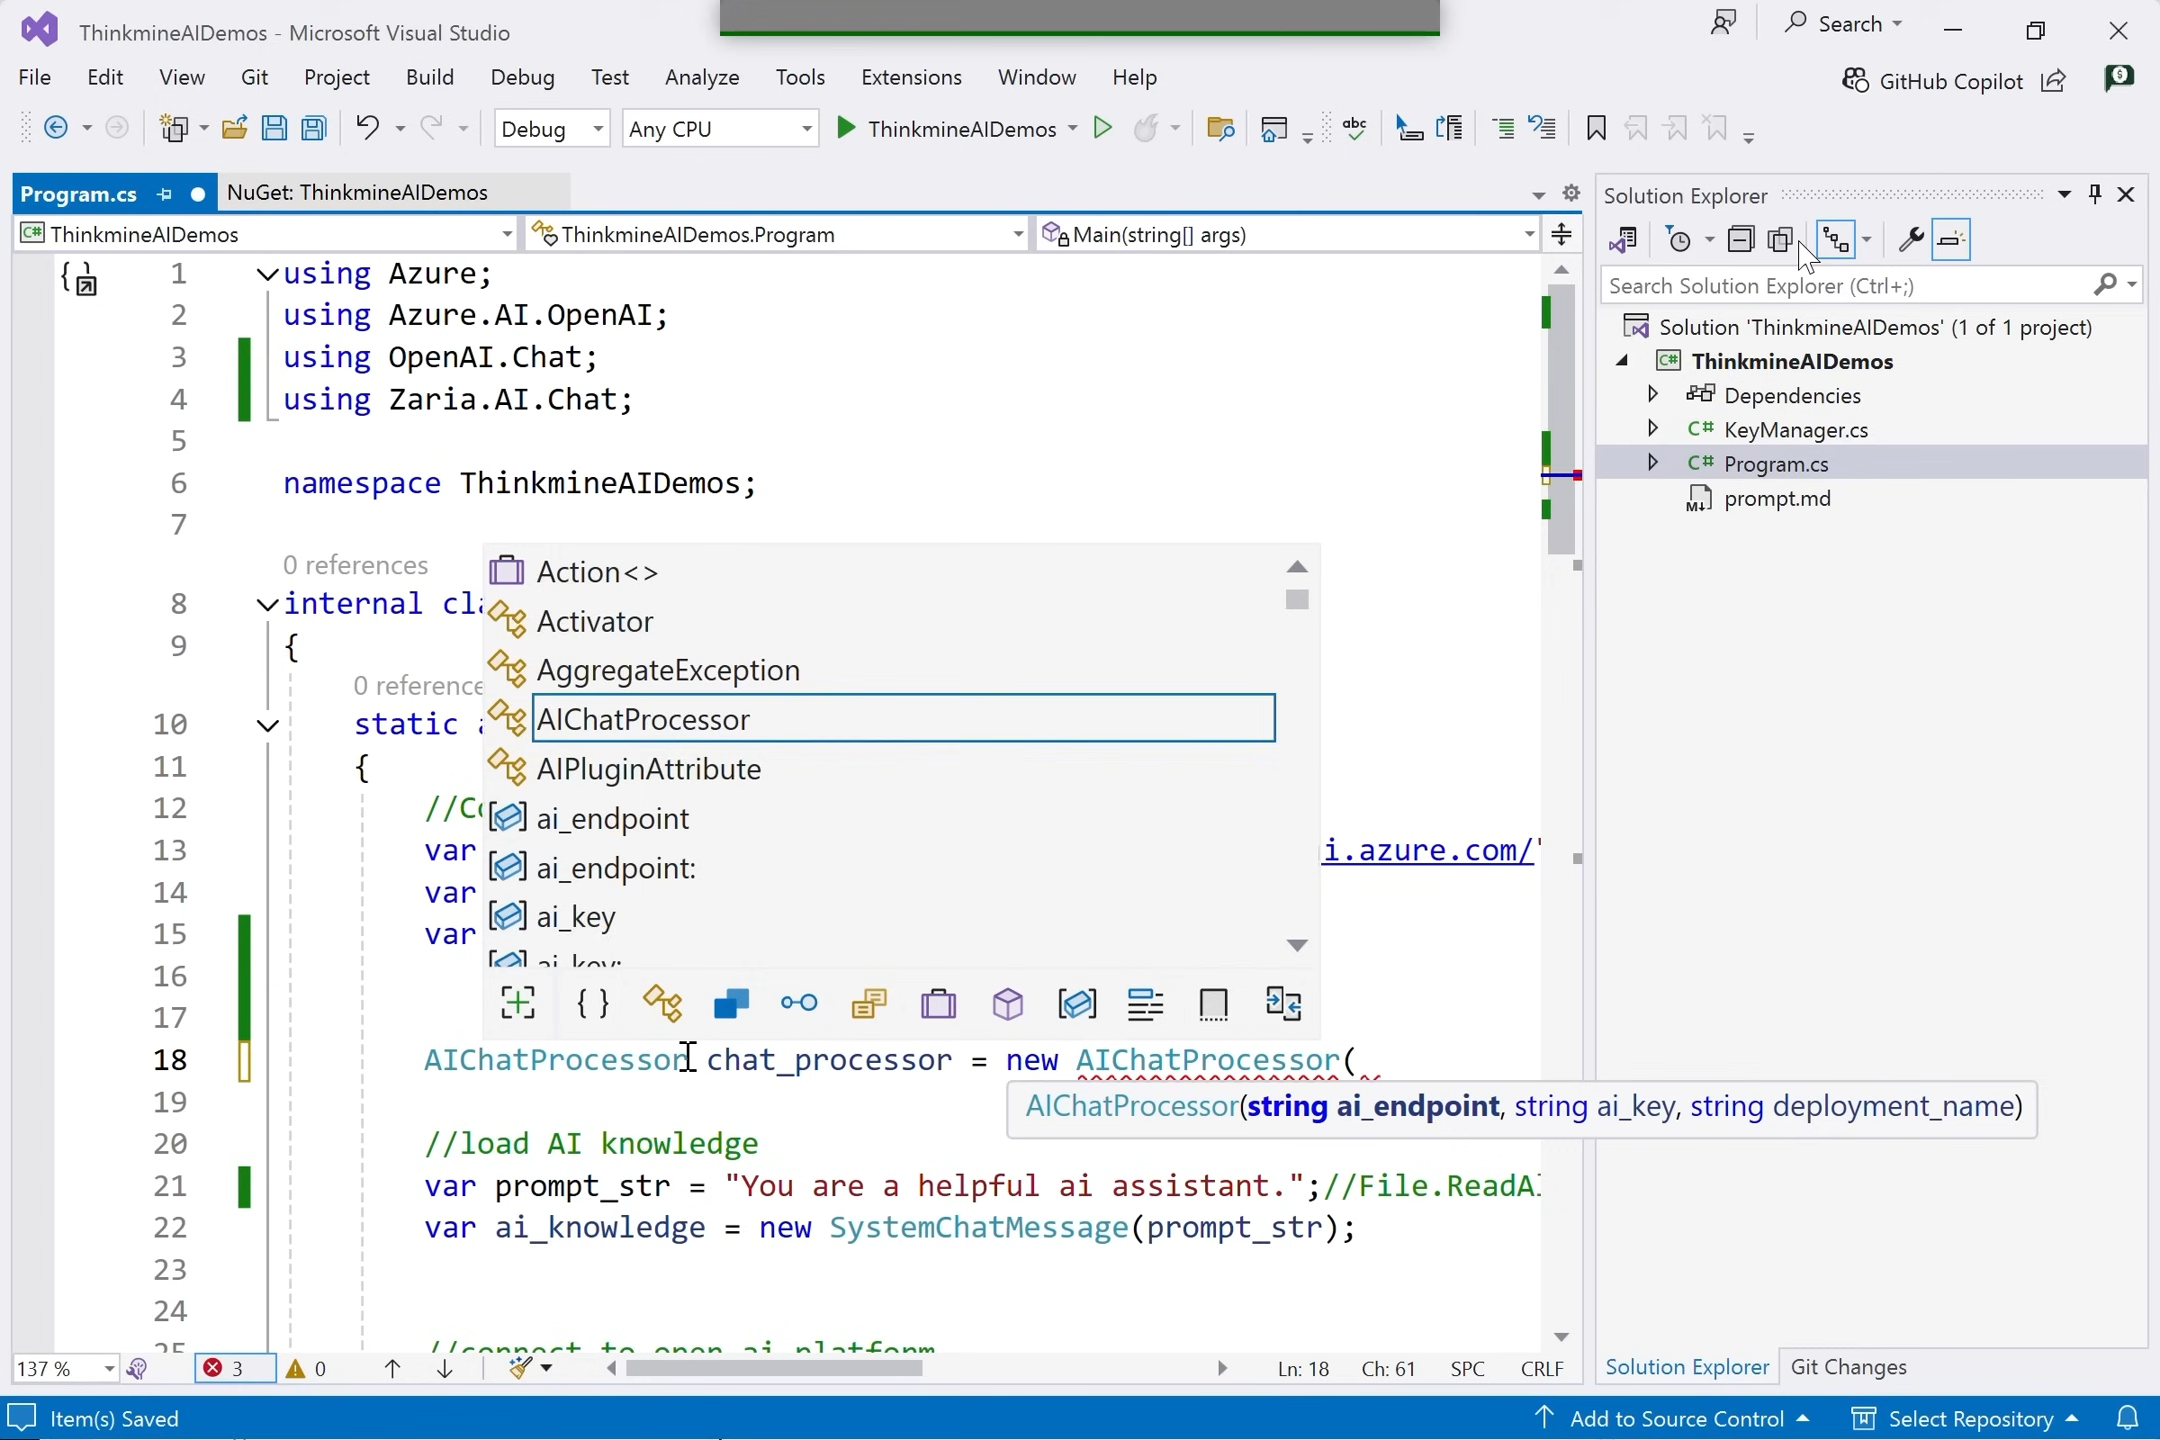 ThinkmineAIDemos - Microsoft Visual Studio
Search
File Edit View Git Project Build Debug Test Analyze Tools Extensions Window Help
GitHub Copilot
Debug Any CPU ThinkmineAIDemos
abc
Program.cs NuGet: ThinkmineAIDemos
C# ThinkmineAIDemos ThinkmineAIDemos.Program Main(string[] args)
1 using Azure;
2 using Azure.AI.OpenAI;
3 using OpenAI.Chat;
4 using Zaria.AI.Chat;
5
6 namespace ThinkmineAIDemos;
7
0 references
8 internal cla
9 {
0 reference
10 static a
11 {
12 //Co
13 var i.azure.com/"
14 var
15 var
16
17
18 AIChatProcessor chat_processor = new AIChatProcessor(
19
20 //load AI knowledge
21 var prompt_str = "You are a helpful ai assistant.";//File.ReadAl
22 var ai_knowledge = new SystemChatMessage(prompt_str);
23
24
25 //connect to open ai platform
Action<>
Activator
AggregateException
AIChatProcessor
AIPluginAttribute
ai_endpoint
ai_endpoint:
ai_key
ai_key:
AIChatProcessor(string ai_endpoint, string ai_key, string deployment_name)
Solution Explorer
Search Solution Explorer (Ctrl+;)
Solution 'ThinkmineAIDemos' (1 of 1 project)
C# ThinkmineAIDemos
Dependencies
C# KeyManager.cs
C# Program.cs
M↓ prompt.md
137 % 3 0 Ln: 18 Ch: 61 SPC CRLF
Solution Explorer Git Changes
Item(s) Saved Add to Source Control Select Repository